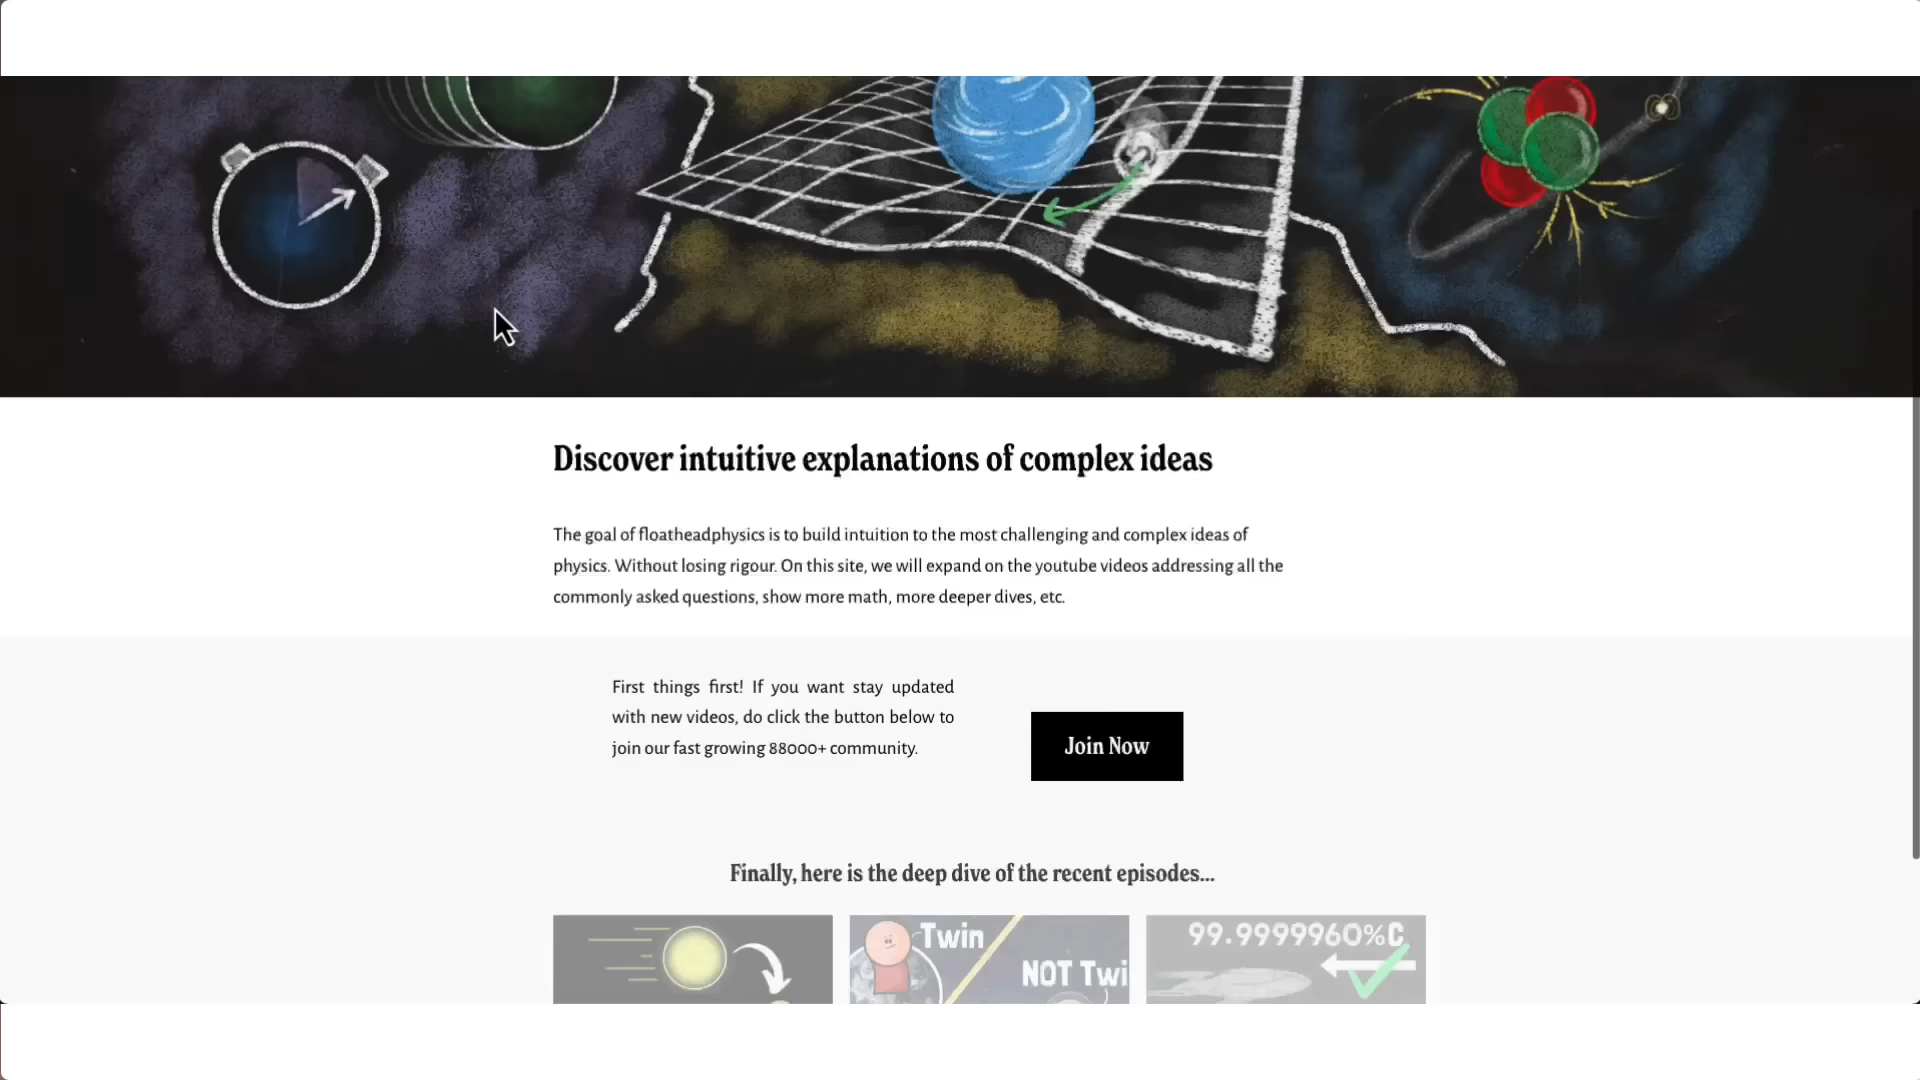 Discover intuitive explanations of complex ideas
The goal of floatheadphysics is to build intuition to the most challenging and complex ideas of
physics. Without losing rigour. On this site, we will expand on the youtube videos addressing all the
commonly asked questions, show more math, more deeper dives, etc.
First things first! If you want stay updated
with new videos, do click the button below to
join our fast growing 88000+ community.
Join Now
Finally, here is the deep dive of the recent episodes...
Twin
NOT Twi
99.9999960%C